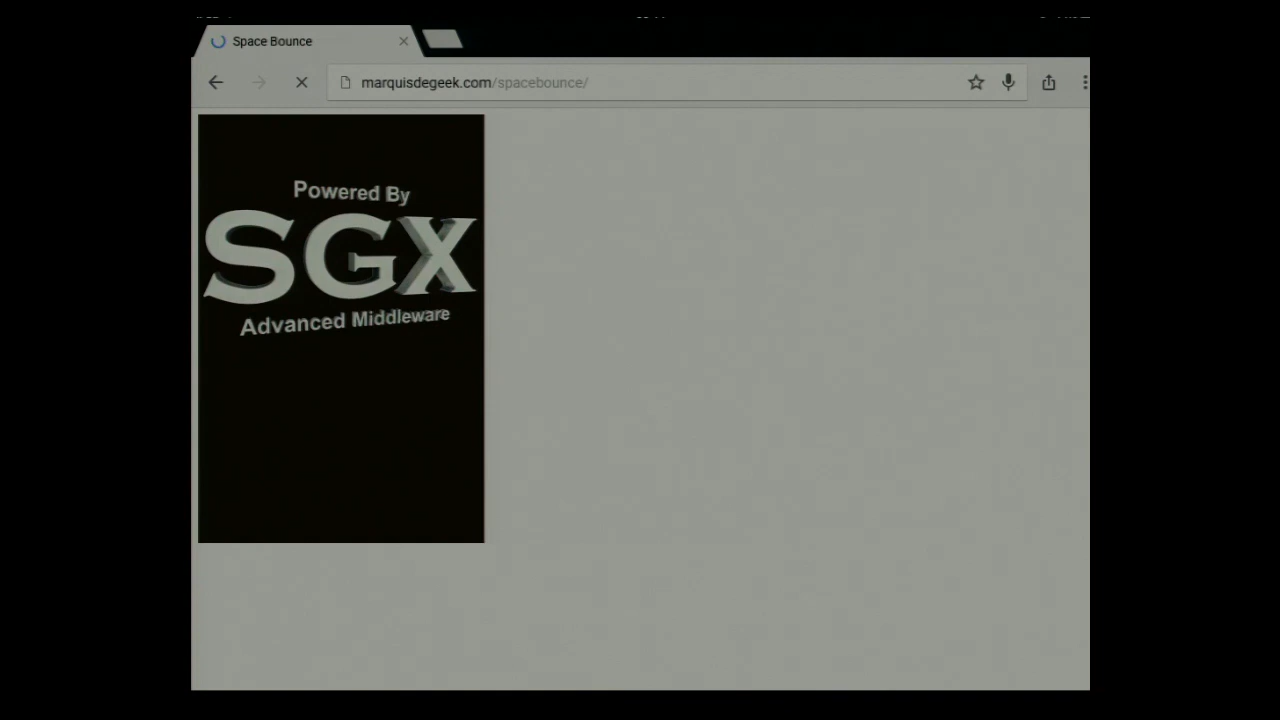 Space Bounce
marquisdegeek.com/spacebounce/
Powered By
SGX
Advanced Middleware